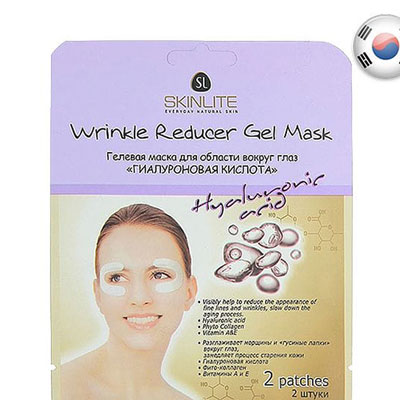 SL
SKINLITE
EVERYDAY NATURAL SKIN
Wrinkle Reducer Gel Mask
Гелевая маска для области вокруг глаз
«ГИАЛУРОНОВАЯ КИСЛОТА»
Hyaluronic
acid
• Visibly help to reduce the appearance of
fine lines and wrinkles, slow down the
aging process.
• Hyaluronic acid
• Phyto Collagen
• Vitamin A&E
• Разглаживает морщины и «гусиные лапки»
вокруг глаз,
замедляет процесс старения кожи
• Гиалуроновая кислота
• Фито-коллаген
• Витамины А и Е
2 patches
2 штуки